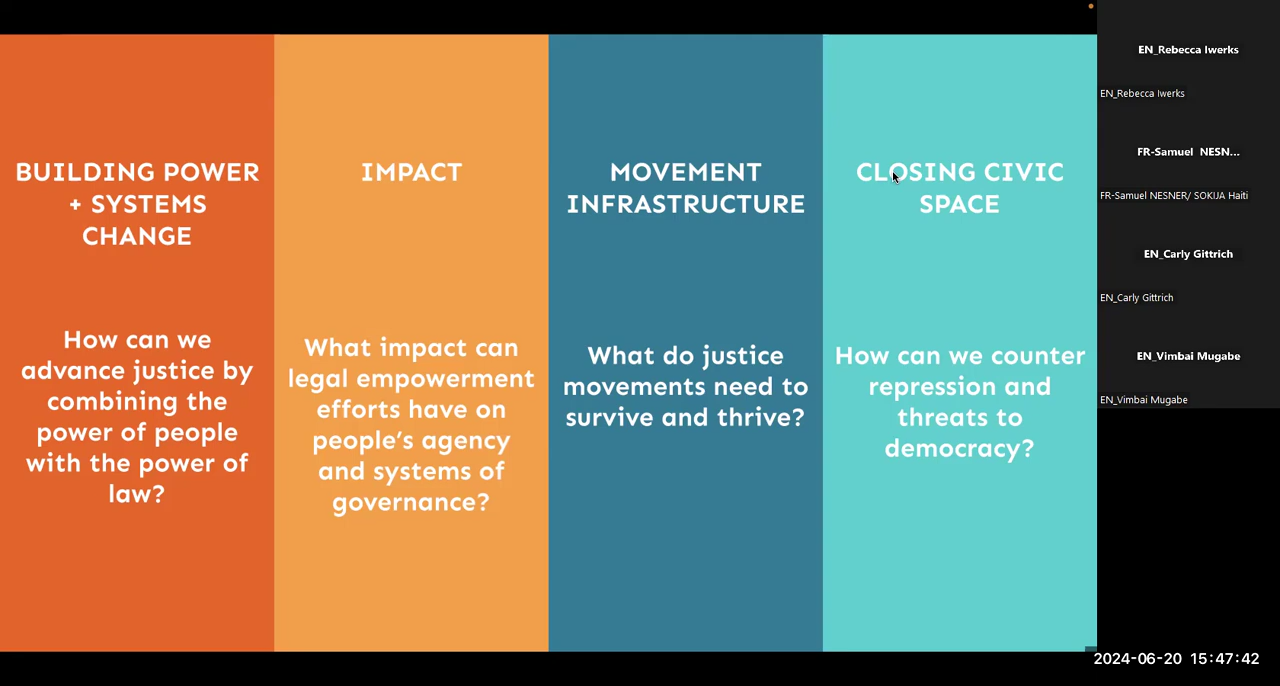 BUILDING POWER
+ SYSTEMS
CHANGE
How can we
advance justice by
combining the
power of people
with the power of
law?
IMPACT
What impact can
legal empowerment
efforts have on
people’s agency
and systems of
governance?
MOVEMENT
INFRASTRUCTURE
What do justice
movements need to
survive and thrive?
CLOSING CIVIC
SPACE
How can we counter
repression and
threats to
democracy?
EN_Rebecca Iwerks
EN_Rebecca Iwerks
FR-Samuel NESN...
FR-Samuel NESNER/ SOKIJA Haiti
EN_Carly Gittrich
EN_Carly Gittrich
EN_Vimbai Mugabe
EN_Vimbai Mugabe
2024-06-20 15:47:42